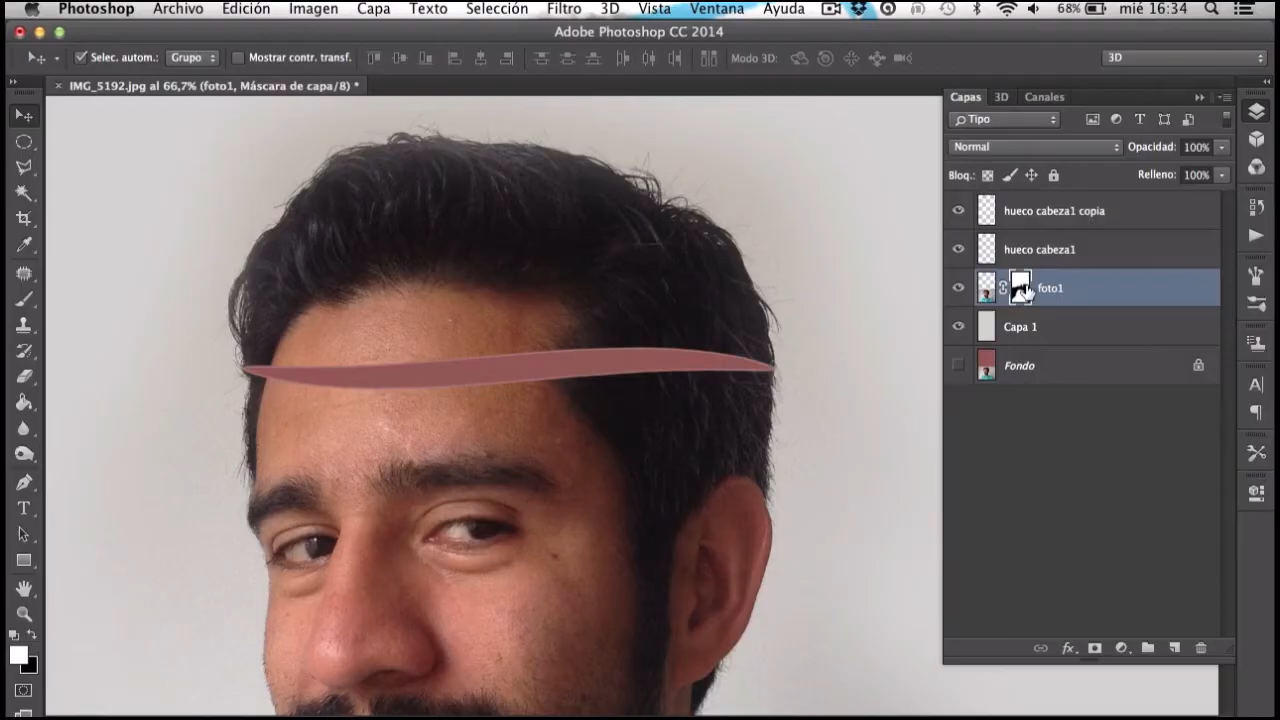 Photoshop Archivo Edición Imagen Capa Texto Selección Filtro 3D Vista Ventana Ayuda 68% mié 16:34
Adobe Photoshop CC 2014
Selec. autom.: Grupo Mostrar contr. transf. Modo 3D: 3D
IMG_5192.jpg al 66,7% (foto1, Máscara de capa/8) *
Capas 3D Canales
Tipo
Normal Opacidad: 100%
Bloq.: Relleno: 100%
hueco cabeza1 copia
hueco cabeza1
foto1
Capa 1
Fondo